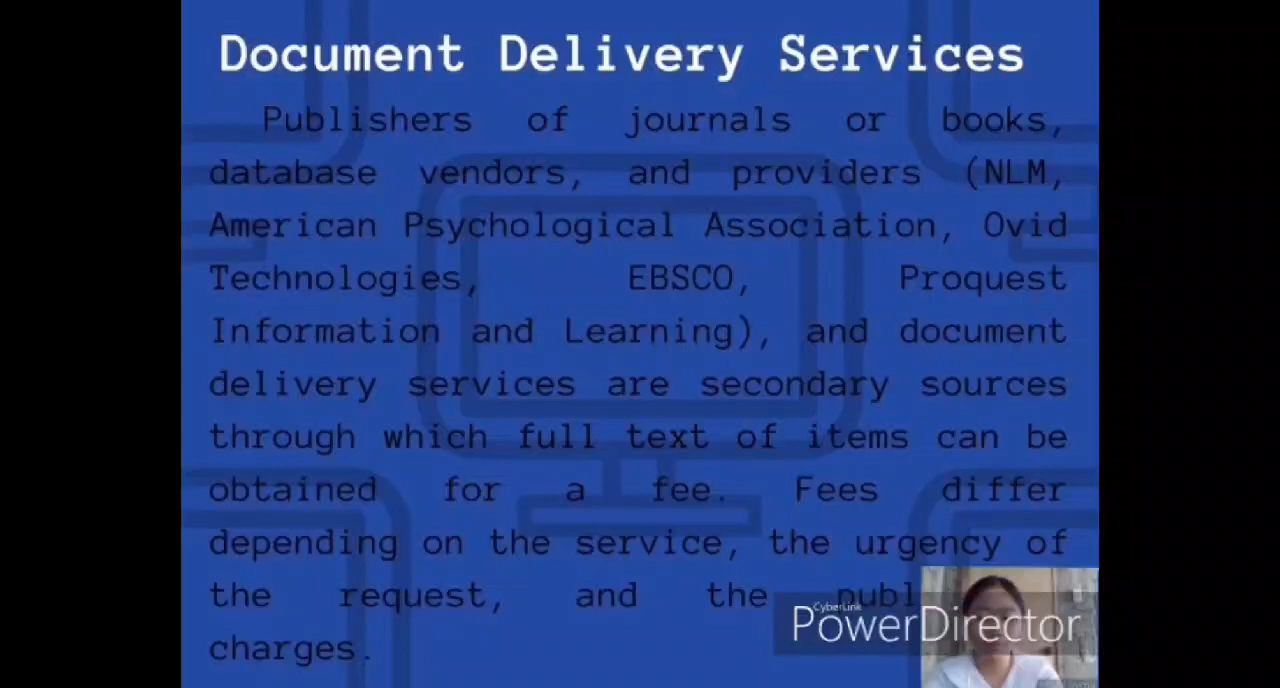 Document Delivery Services
Publishers of journals or books,
database vendors, and providers (NLM,
American Psychological Association, Ovid
Technologies, EBSCO, Proquest
Information and Learning), and document
delivery services are secondary sources
through which full text of items can be
obtained for a fee. Fees differ
depending on the service, the urgency of
the request, and the
charges.
CyberLink
PowerDirector